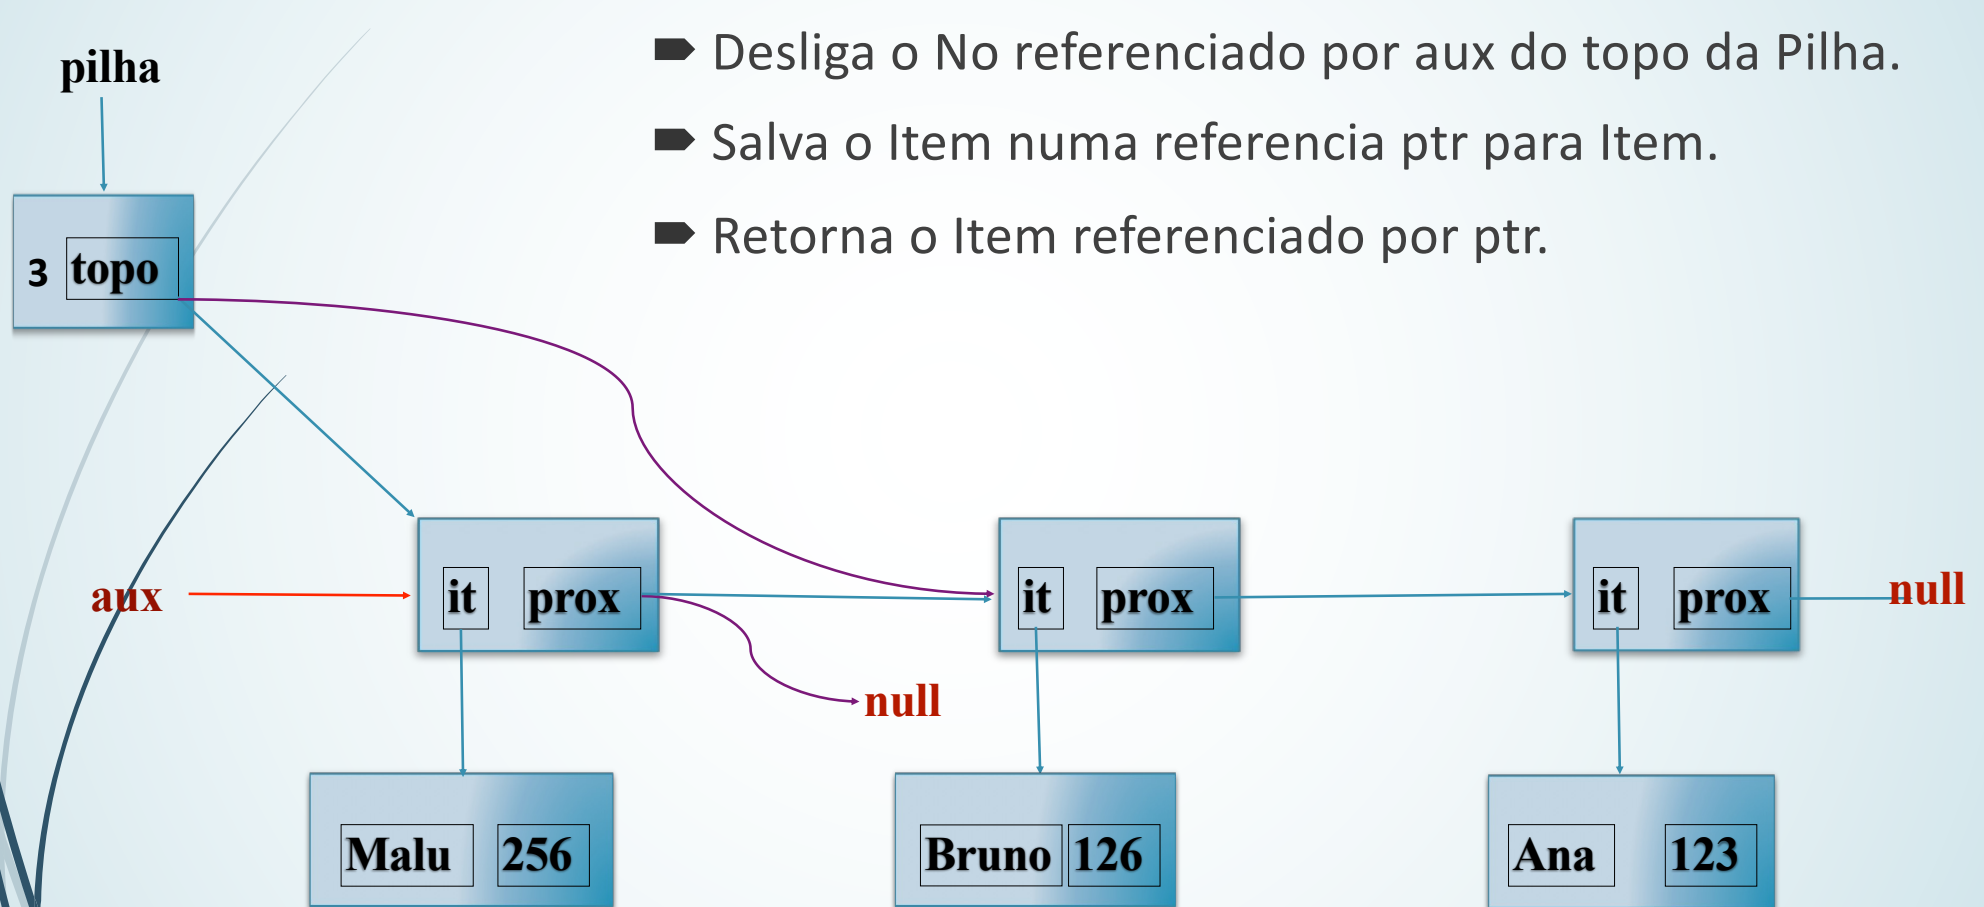 pilha
Desliga o No referenciado por aux do topo da Pilha.
Salva o Item numa referencia ptr para Item.
Retorna o Item referenciado por ptr.
3 topo
aux
it prox
it prox
it prox
null
null
Malu 256
Bruno 126
Ana 123